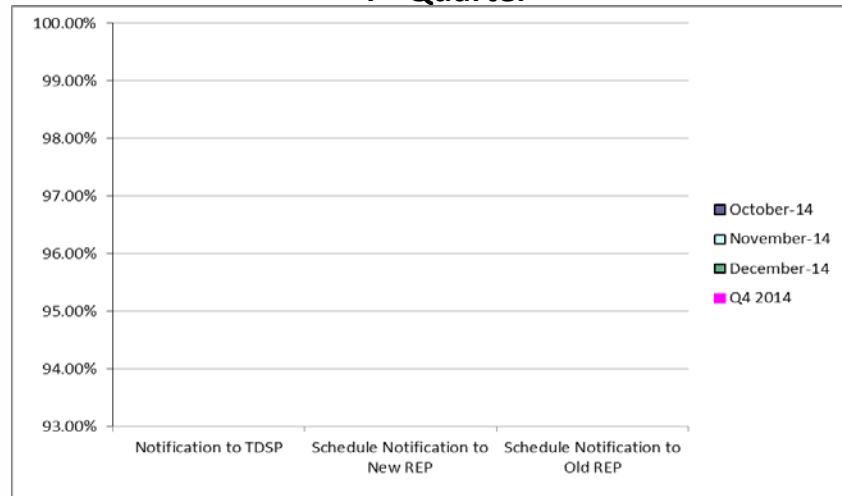 100.00%
99.00%
98.00%
97.00%
96.00%
95.00%
94.00%
93.00%
Notification to TDSP
Schedule Notification to
New REP
Schedule Notification to
Old REP
October-14
November-14
December-14
Q4 2014